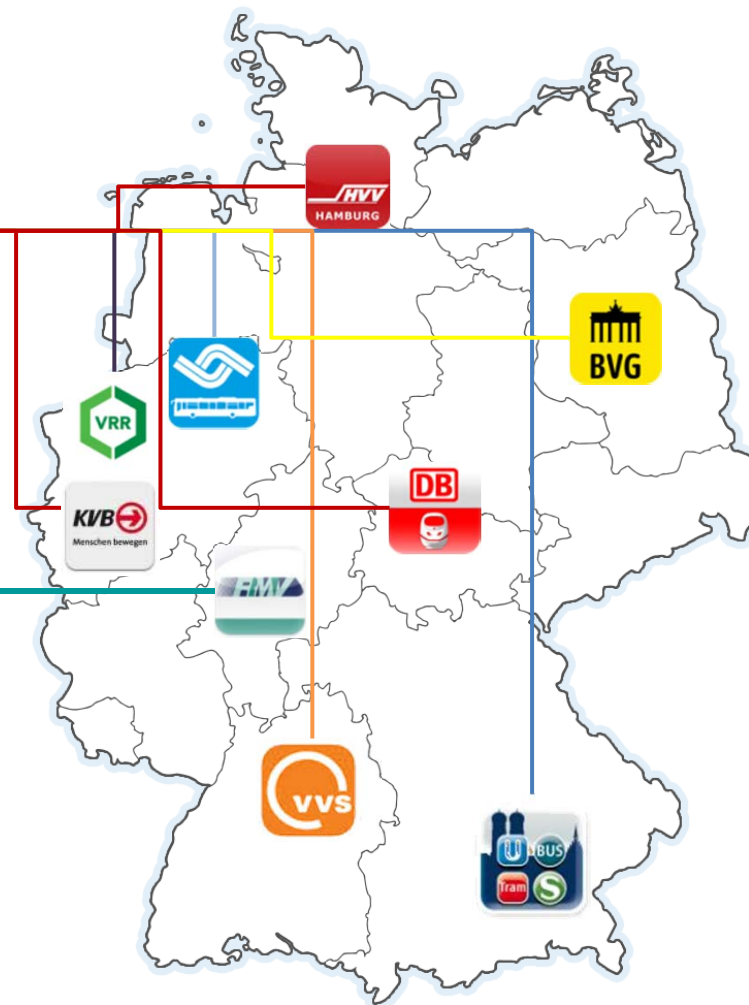 HVV
HAMBURG
BVG
VRR
DB
KVB
Menschen bewegen
RMV
VVS
U BUS
Tram S